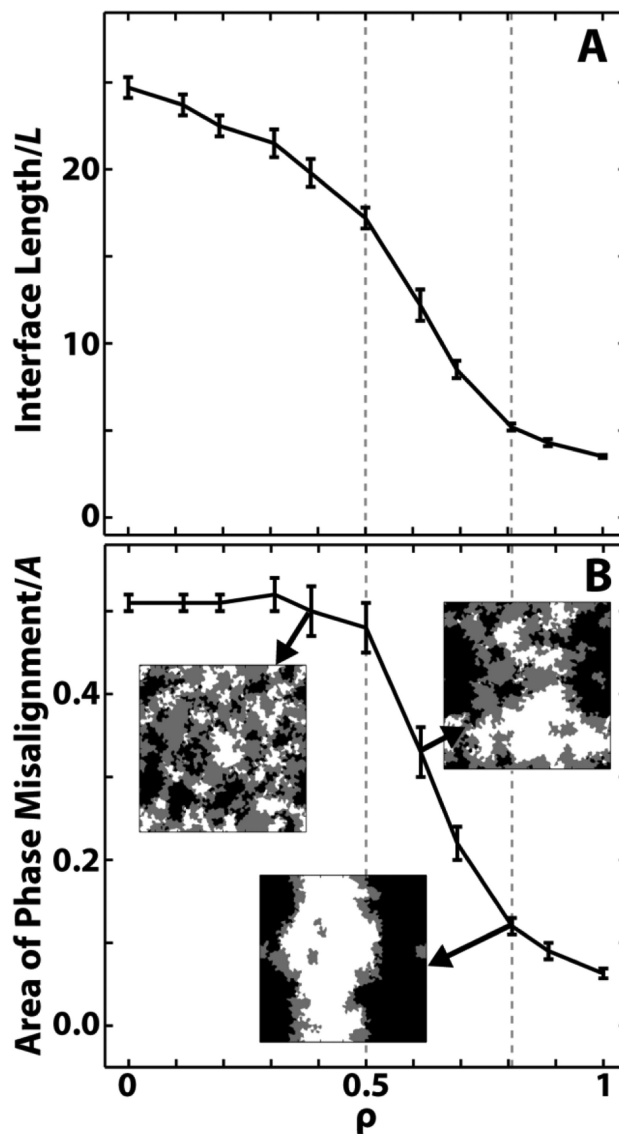 A
Interface Length/L
20
10
0
B
Area of Phase Misalignment/A
0.4
0.2
0.0
0
0.5
1
ρ